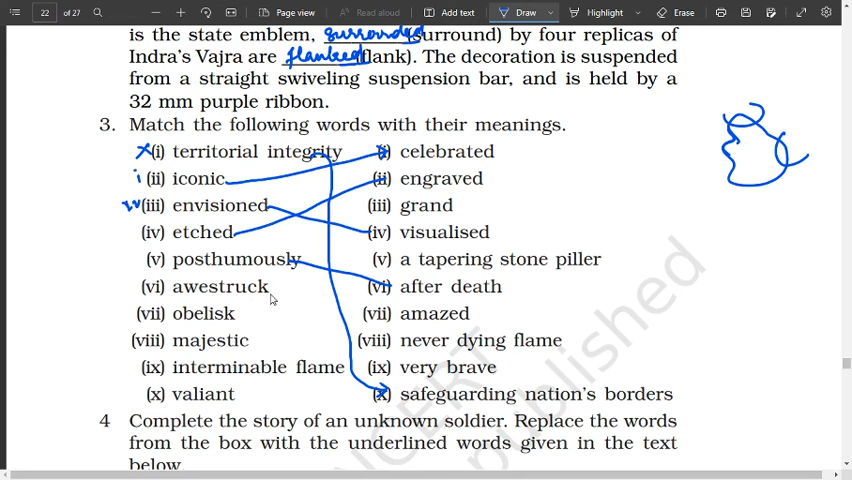 22 of 27
Page view
Read aloud
Add text
Draw
Highlight
Erase
is the state emblem, surrounded (surround) by four replicas of
Indra's Vajra are flanked (flank). The decoration is suspended
from a straight swiveling suspension bar, and is held by a
32 mm purple ribbon.
3. Match the following words with their meanings.
x (i) territorial integrity (i) celebrated
i (ii) iconic (ii) engraved
iv (iii) envisioned (iii) grand
(iv) etched (iv) visualised
(v) posthumously (v) a tapering stone piller
(vi) awestruck (vi) after death
(vii) obelisk (vii) amazed
(viii) majestic (viii) never dying flame
(ix) interminable flame (ix) very brave
(x) valiant (x) safeguarding nation's borders
4 Complete the story of an unknown soldier. Replace the words
from the box with the underlined words given in the text
below.
NCERT
published